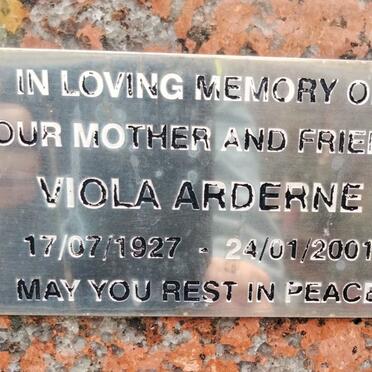 IN LOVING MEMORY O
OUR MOTHER AND FRIE
VIOLA ARDERNE
17/07/1927 - 24/01/2001
MAY YOU REST IN PEACE